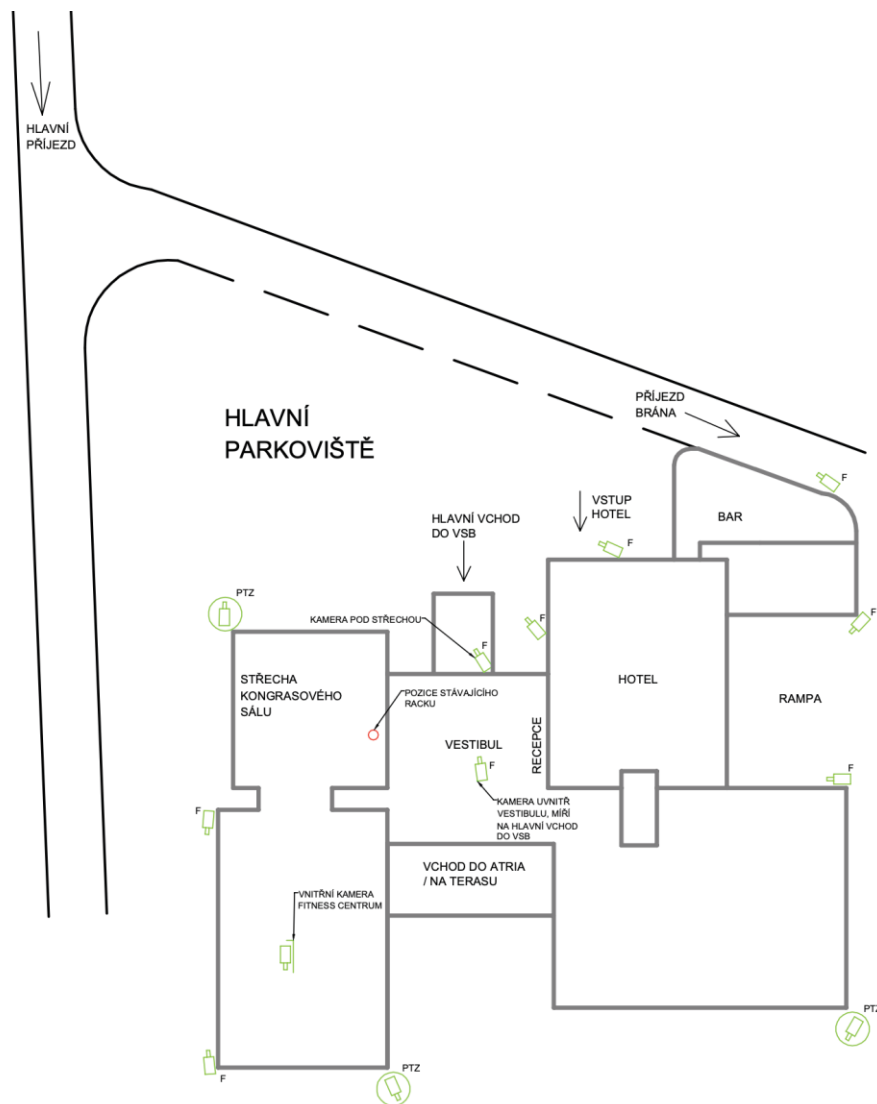 HLAVNÍ
PŘÍJEZD
PŘÍJEZD
BRÁNA
HLAVNÍ
PARKOVIŠTĚ
F
VSTUP
HOTEL
BAR
HLAVNÍ VCHOD
DO VSB
F
PTZ
KAMERA POD STŘECHOU
F
F
F
STŘECHA
KONGRASOVÉHO
SÁLU
POZICE STÁVAJÍCÍHO
RACKU
HOTEL
RAMPA
VESTIBUL
RECEPCE
F
F
KAMERA UVNITŘ
VESTIBULU, MÍŘÍ
NA HLAVNÍ VCHOD
DO VSB
F
VCHOD DO ATRIA
/ NA TERASU
VNITŘNÍ KAMERA
FITNESS CENTRUM
PTZ
F
PTZ